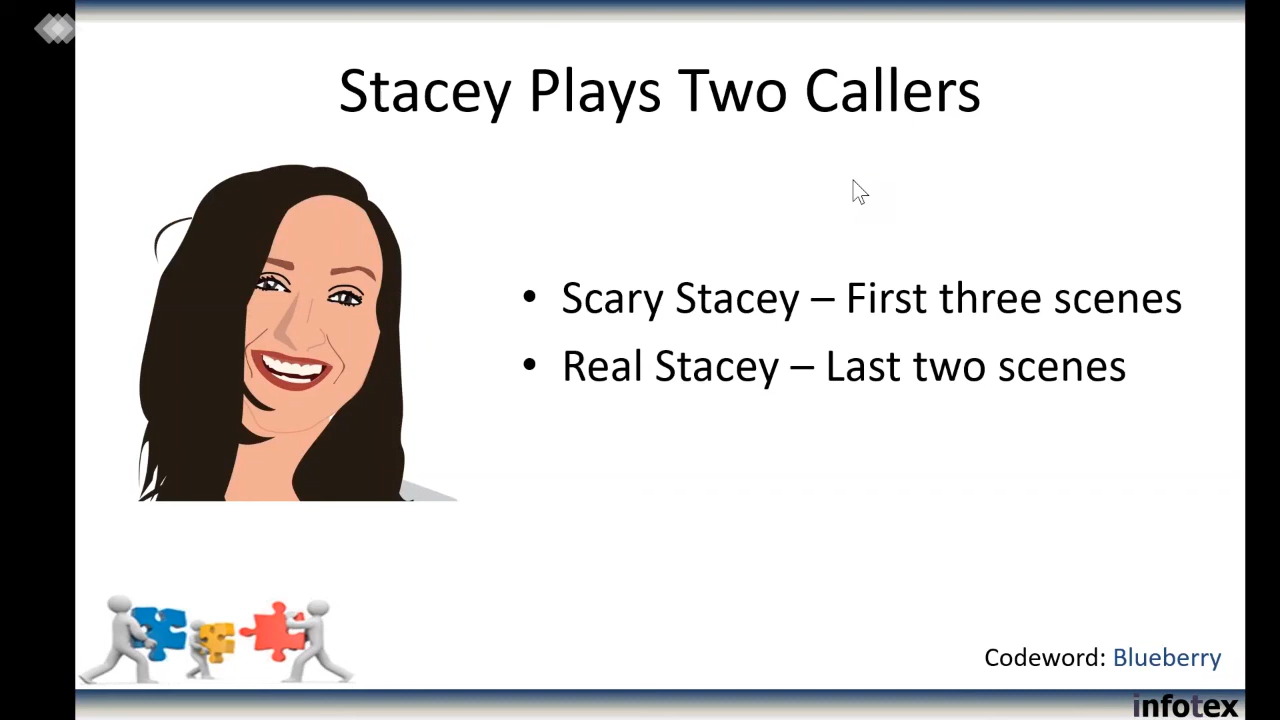 Stacey Plays Two Callers
• Scary Stacey – First three scenes
• Real Stacey – Last two scenes
Codeword: Blueberry
infotex